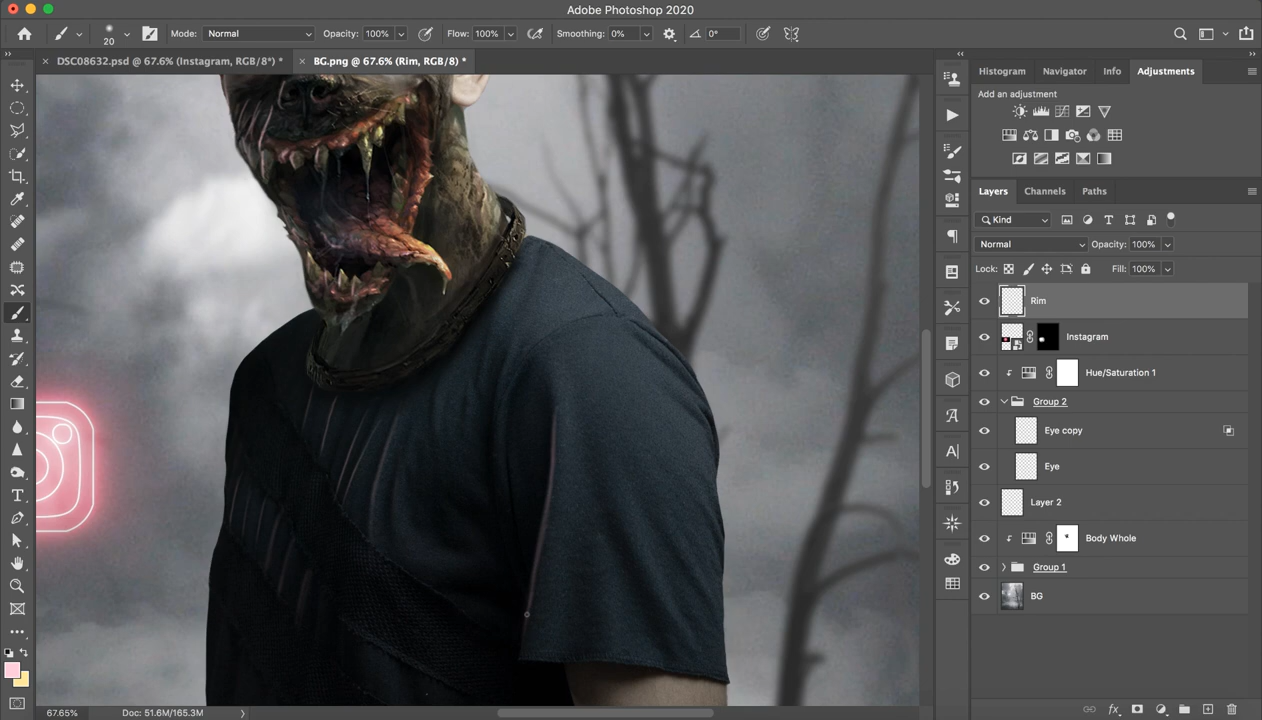 Adobe Photoshop 2020
20
Mode: Normal
Opacity: 100%
Flow: 100%
Smoothing: 0%
0°
DSC08632.psd @ 67.6% (Instagram, RGB/8*) *
BG.png @ 67.6% (Rim, RGB/8) *
Histogram
Navigator
Info
Adjustments
Add an adjustment
Layers
Channels
Paths
Kind
Normal
Opacity: 100%
Lock:
Fill: 100%
Rim
Instagram
Hue/Saturation 1
Group 2
Eye copy
Eye
Layer 2
Body Whole
Group 1
BG
fx
67.65%
Doc: 51.6M/165.3M